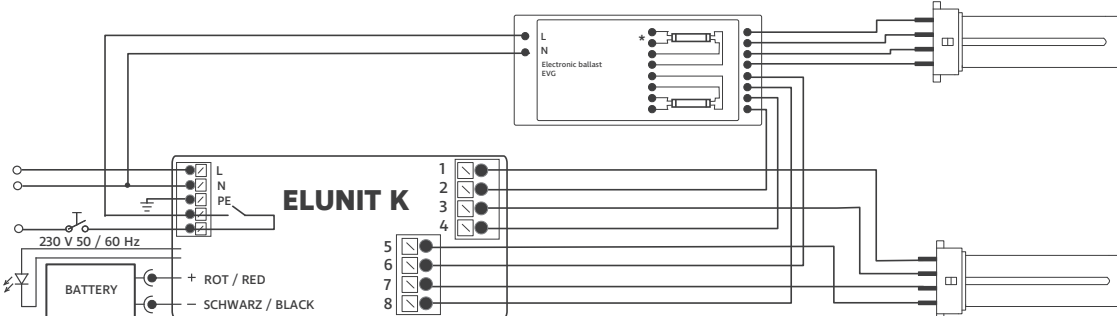 L
N
*
Electronic ballast
EVG
L
N
PE
ELUNIT K
1
2
3
4
230 V 50 / 60 Hz
5
6
7
8
BATTERY
+ ROT / RED
− SCHWARZ / BLACK